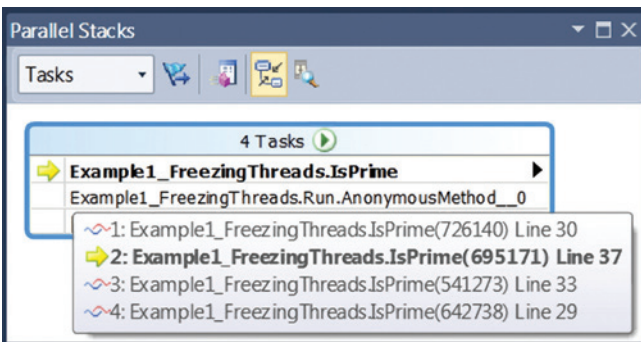 Parallel Stacks
Tasks
4 Tasks
Example1_FreezingThreads.IsPrime
Example1_FreezingThreads.Run.AnonymousMethod__0
1: Example1_FreezingThreads.IsPrime(726140) Line 30
2: Example1_FreezingThreads.IsPrime(695171) Line 37
3: Example1_FreezingThreads.IsPrime(541273) Line 33
4: Example1_FreezingThreads.IsPrime(642738) Line 29